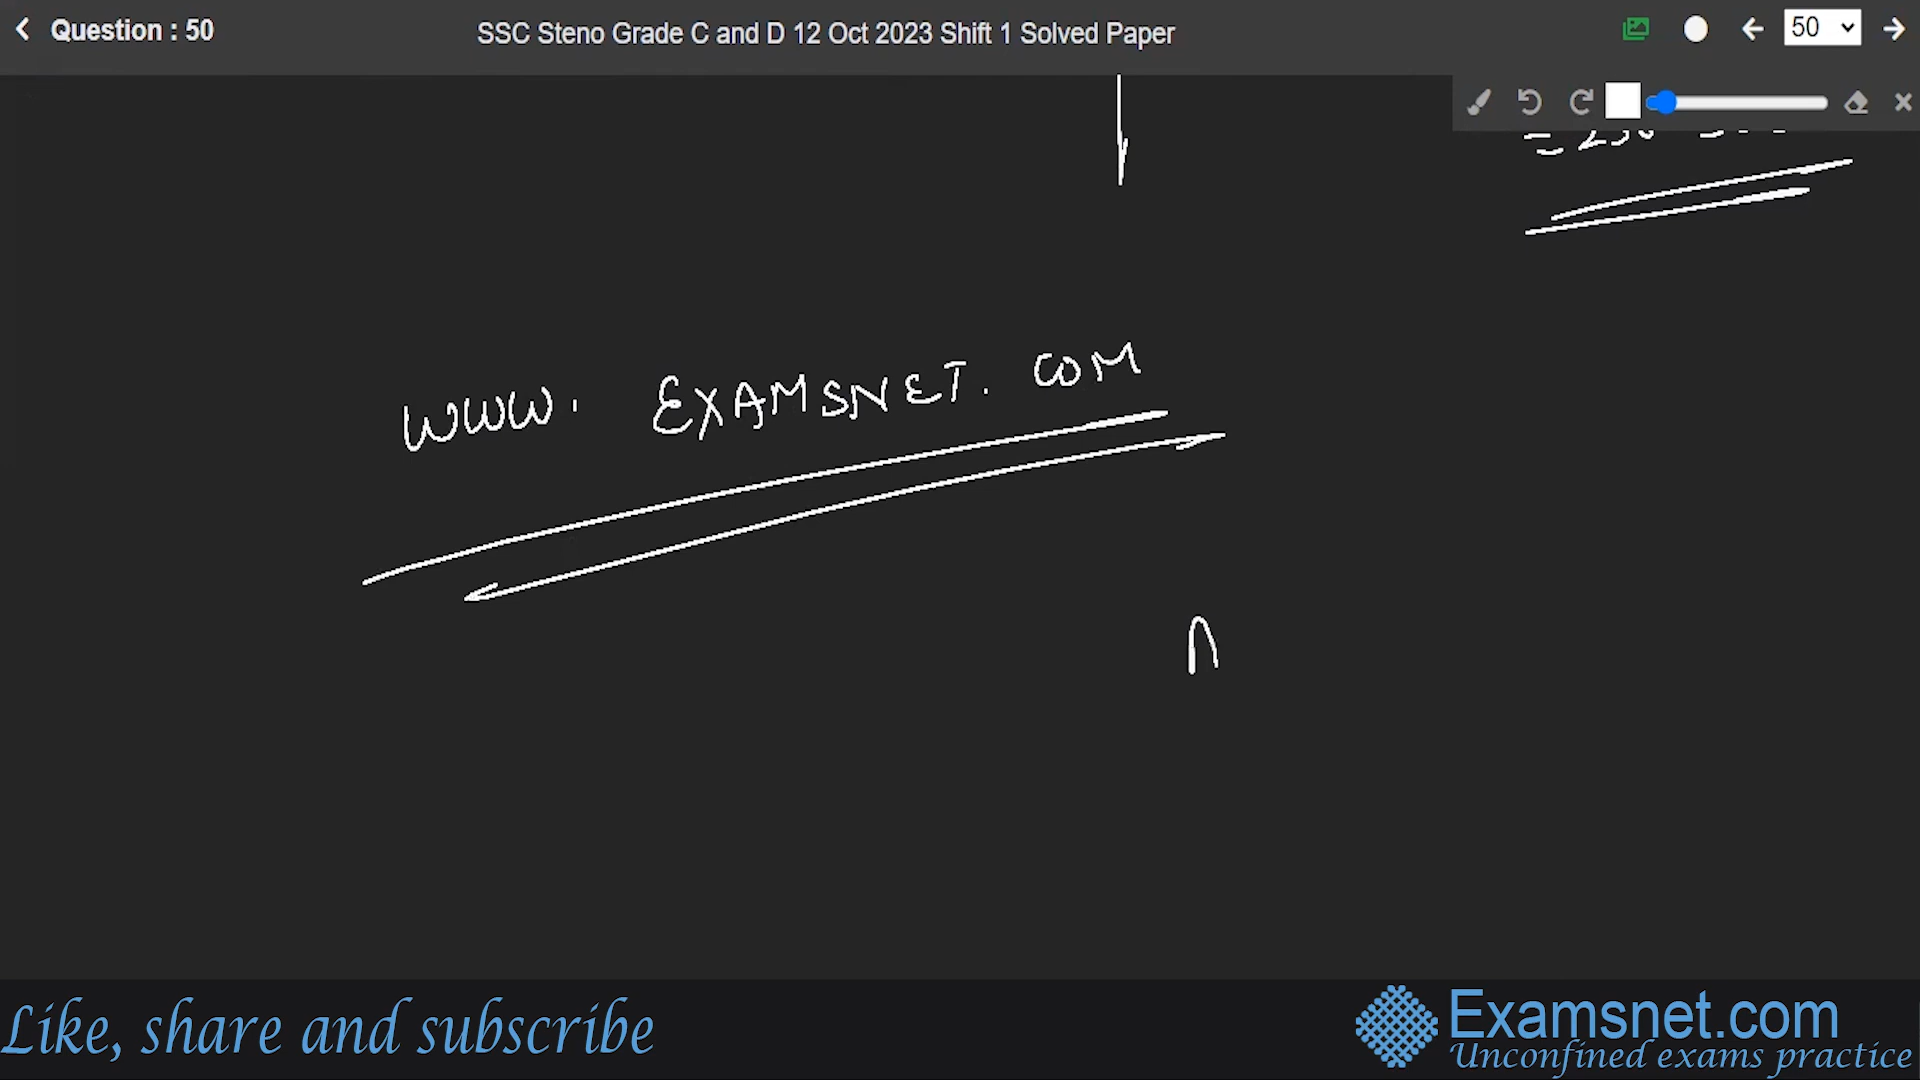 Question : 50
SSC Steno Grade C and D 12 Oct 2023 Shift 1 Solved Paper
50
WWW. EXAMSNET. COM
Like, share and subscribe
Examsnet.com
Unconfined exams practice